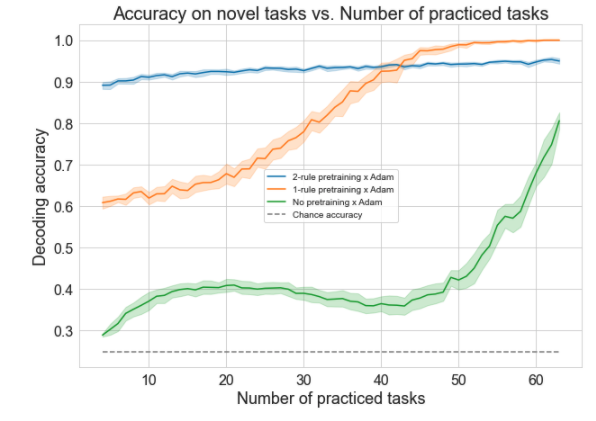 Accuracy on novel tasks vs. Number of practiced tasks
1.0
0.9
0.8
0.7
0.6
0.5
0.4
0.3
Decoding accuracy
2-rule pretraining x Adam
1-rule pretraining x Adam
No pretraining x Adam
Chance accuracy
10 20 30 40 50 60
Number of practiced tasks